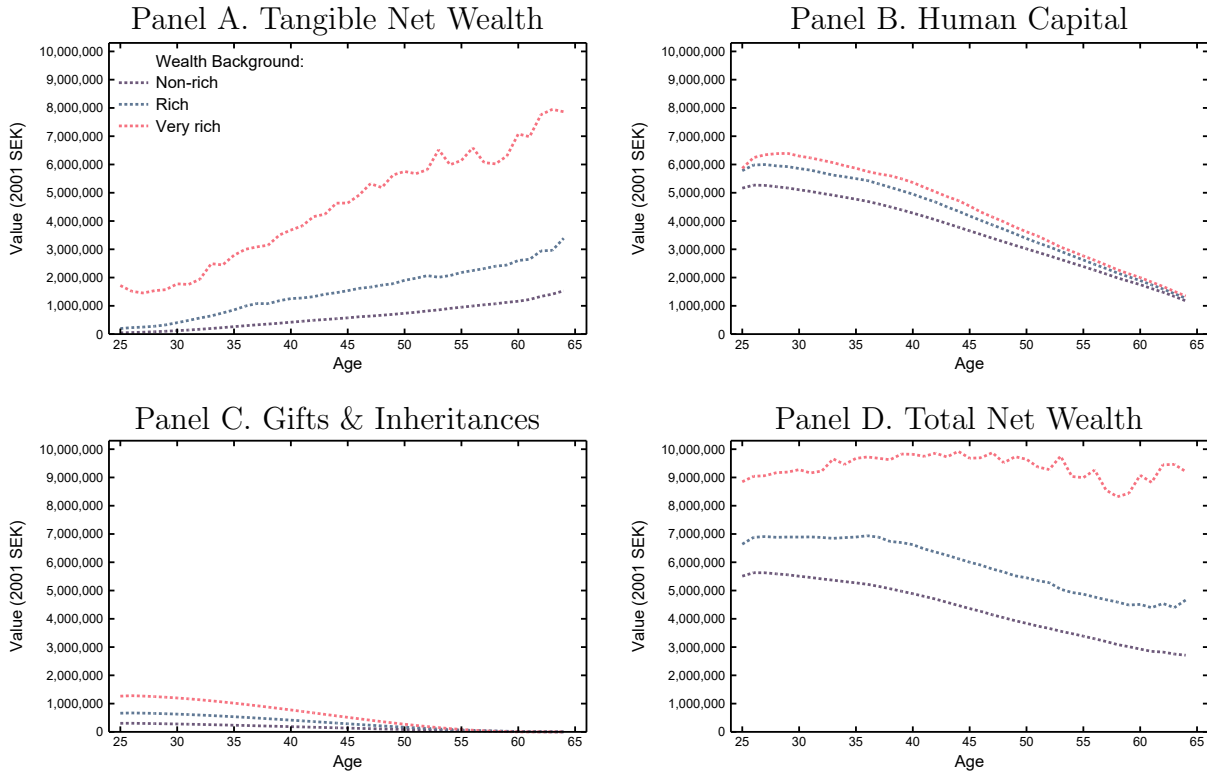 Panel A. Tangible Net Wealth
10,000,000
9,000,000
8,000,000
7,000,000
6,000,000
5,000,000
4,000,000
3,000,000
2,000,000
1,000,000
0
Value (2001 SEK)
Wealth Background:
Non-rich
Rich
Very rich
25 30 35 40 45 50 55 60 65
Age
Panel B. Human Capital
10,000,000
9,000,000
8,000,000
7,000,000
6,000,000
5,000,000
4,000,000
3,000,000
2,000,000
1,000,000
0
Value (2001 SEK)
25 30 35 40 45 50 55 60 65
Age
Panel C. Gifts & Inheritances
10,000,000
9,000,000
8,000,000
7,000,000
6,000,000
5,000,000
4,000,000
3,000,000
2,000,000
1,000,000
0
Value (2001 SEK)
25 30 35 40 45 50 55 60 65
Age
Panel D. Total Net Wealth
10,000,000
9,000,000
8,000,000
7,000,000
6,000,000
5,000,000
4,000,000
3,000,000
2,000,000
1,000,000
0
Value (2001 SEK)
25 30 35 40 45 50 55 60 65
Age